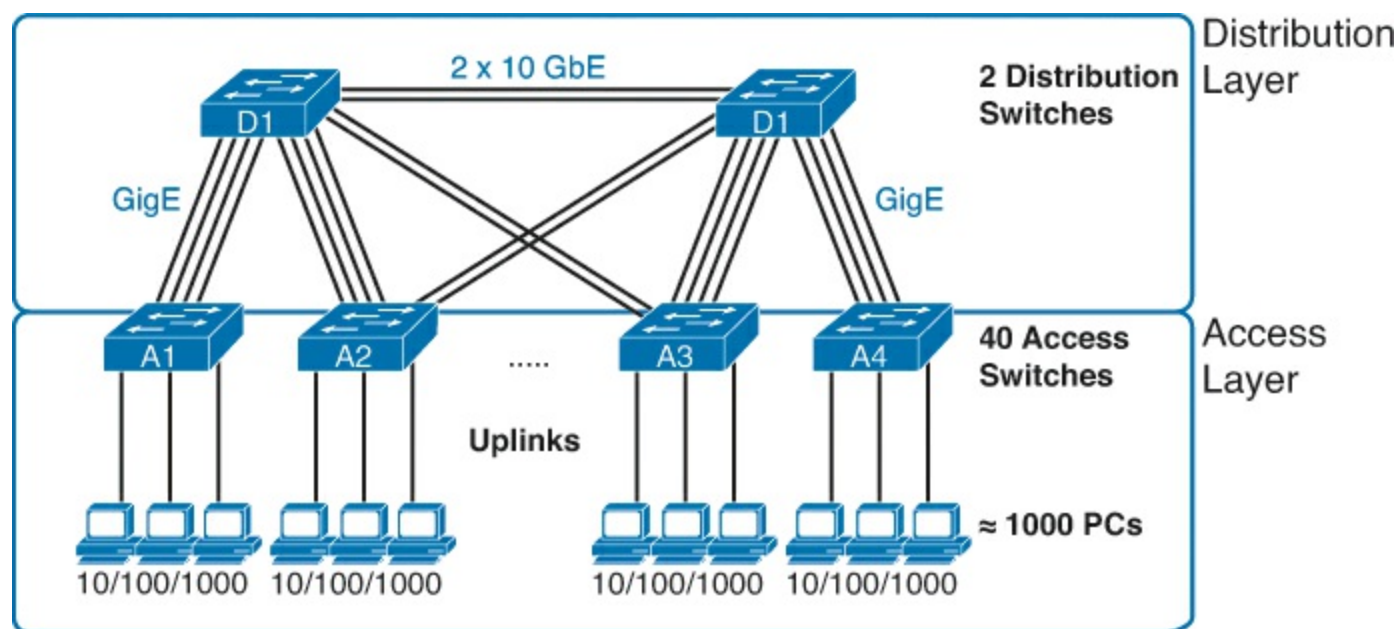 Distribution
Layer
2 x 10 GbE
2 Distribution
Switches
D1
D1
GigE
GigE
A1
A2
.....
A3
A4
40 Access
Switches
Access
Layer
Uplinks
≈ 1000 PCs
10/100/1000
10/100/1000
10/100/1000
10/100/1000